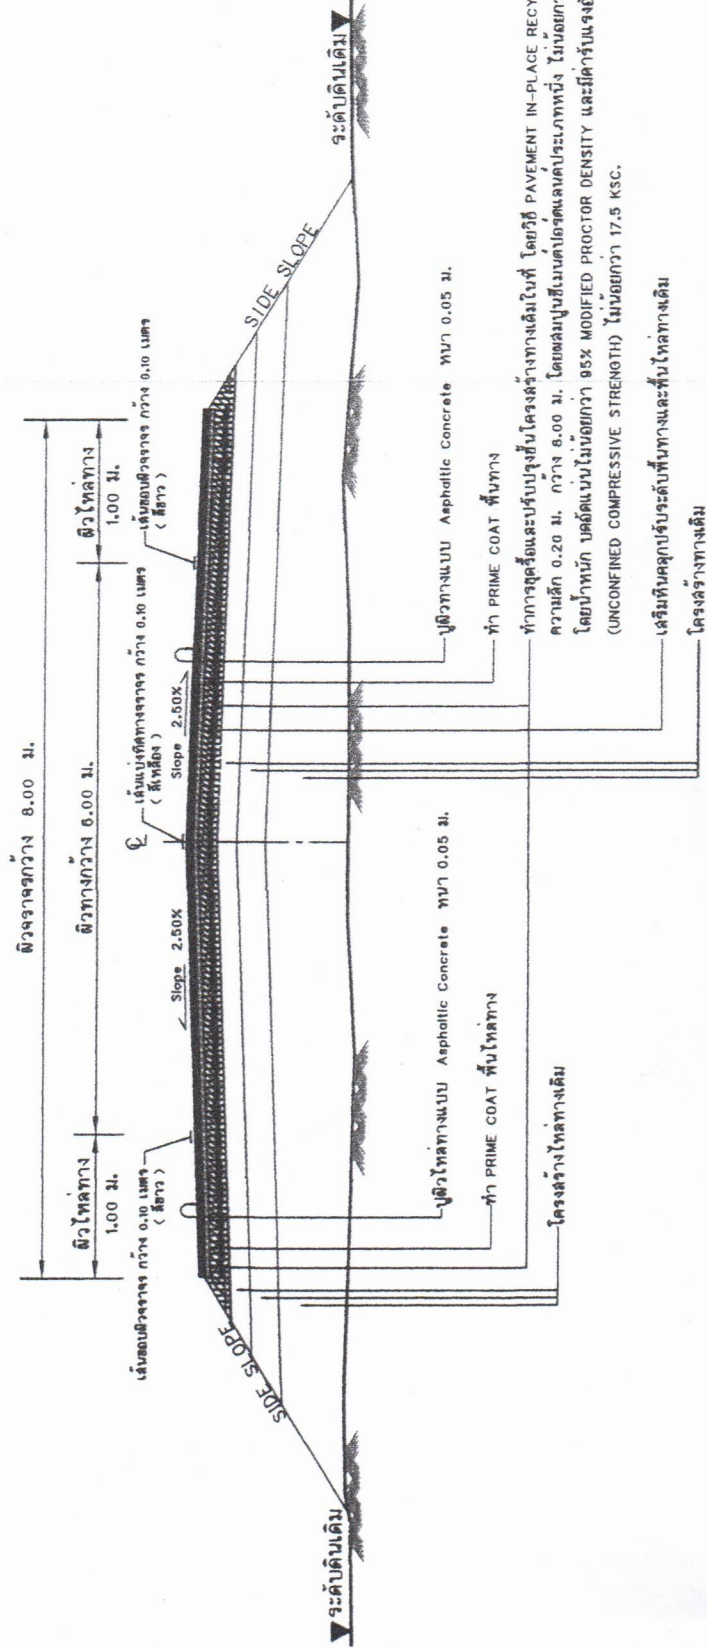 ผิวจราจรกว้าง 8.00 ม.
ผิวไหล่ทาง
1.00 ม.
ผิวทางกว้าง 6.00 ม.
ผิวไหล่ทาง
1.00 ม.
เส้นขอบผิวจราจร กว้าง 0.10 เมตร
( สีขาว )
เส้นแบ่งทิศทางจราจร กว้าง 0.10 เมตร
( สีเหลือง )
เส้นขอบผิวจราจร กว้าง 0.10 เมตร
( สีขาว )
Slope 2.50%
Slope 2.50%
SIDE SLOPE
SIDE SLOPE
SIDE SLOPE
ระดับดินเดิม
ระดับดินเดิม
ปูผิวไหล่ทางแบบ Asphaltic Concrete หนา 0.05 ม.
ทำ PRIME COAT พื้นไหล่ทาง
โครงสร้างไหล่ทางเดิม
ปูผิวทางแบบ Asphaltic Concrete หนา 0.05 ม.
ทำ PRIME COAT พื้นทาง
ทำการขุดรื้อและปรับปรุงชั้นโครงสร้างทางเดิมในที่ โดยวิธี PAVEMENT IN-PLACE RECY
ความลึก 0.20 ม. กว้าง 8.00 ม. โดยผสมปูนซีเมนต์ปอร์ตแลนด์ประเภทหนึ่ง ไม่น้อยกว
โดยน้ำหนัก บดอัดแน่นไม่น้อยกว่า 95% MODIFIED PROCTOR DENSITY และมีค่ารับแรงอั
(UNCONFINED COMPRESSIVE STRENGTH) ไม่น้อยกว่า 17.5 KSC.
เสริมหินคลุกปรับระดับพื้นทางและพื้นไหล่ทางเดิม
โครงสร้างทางเดิม